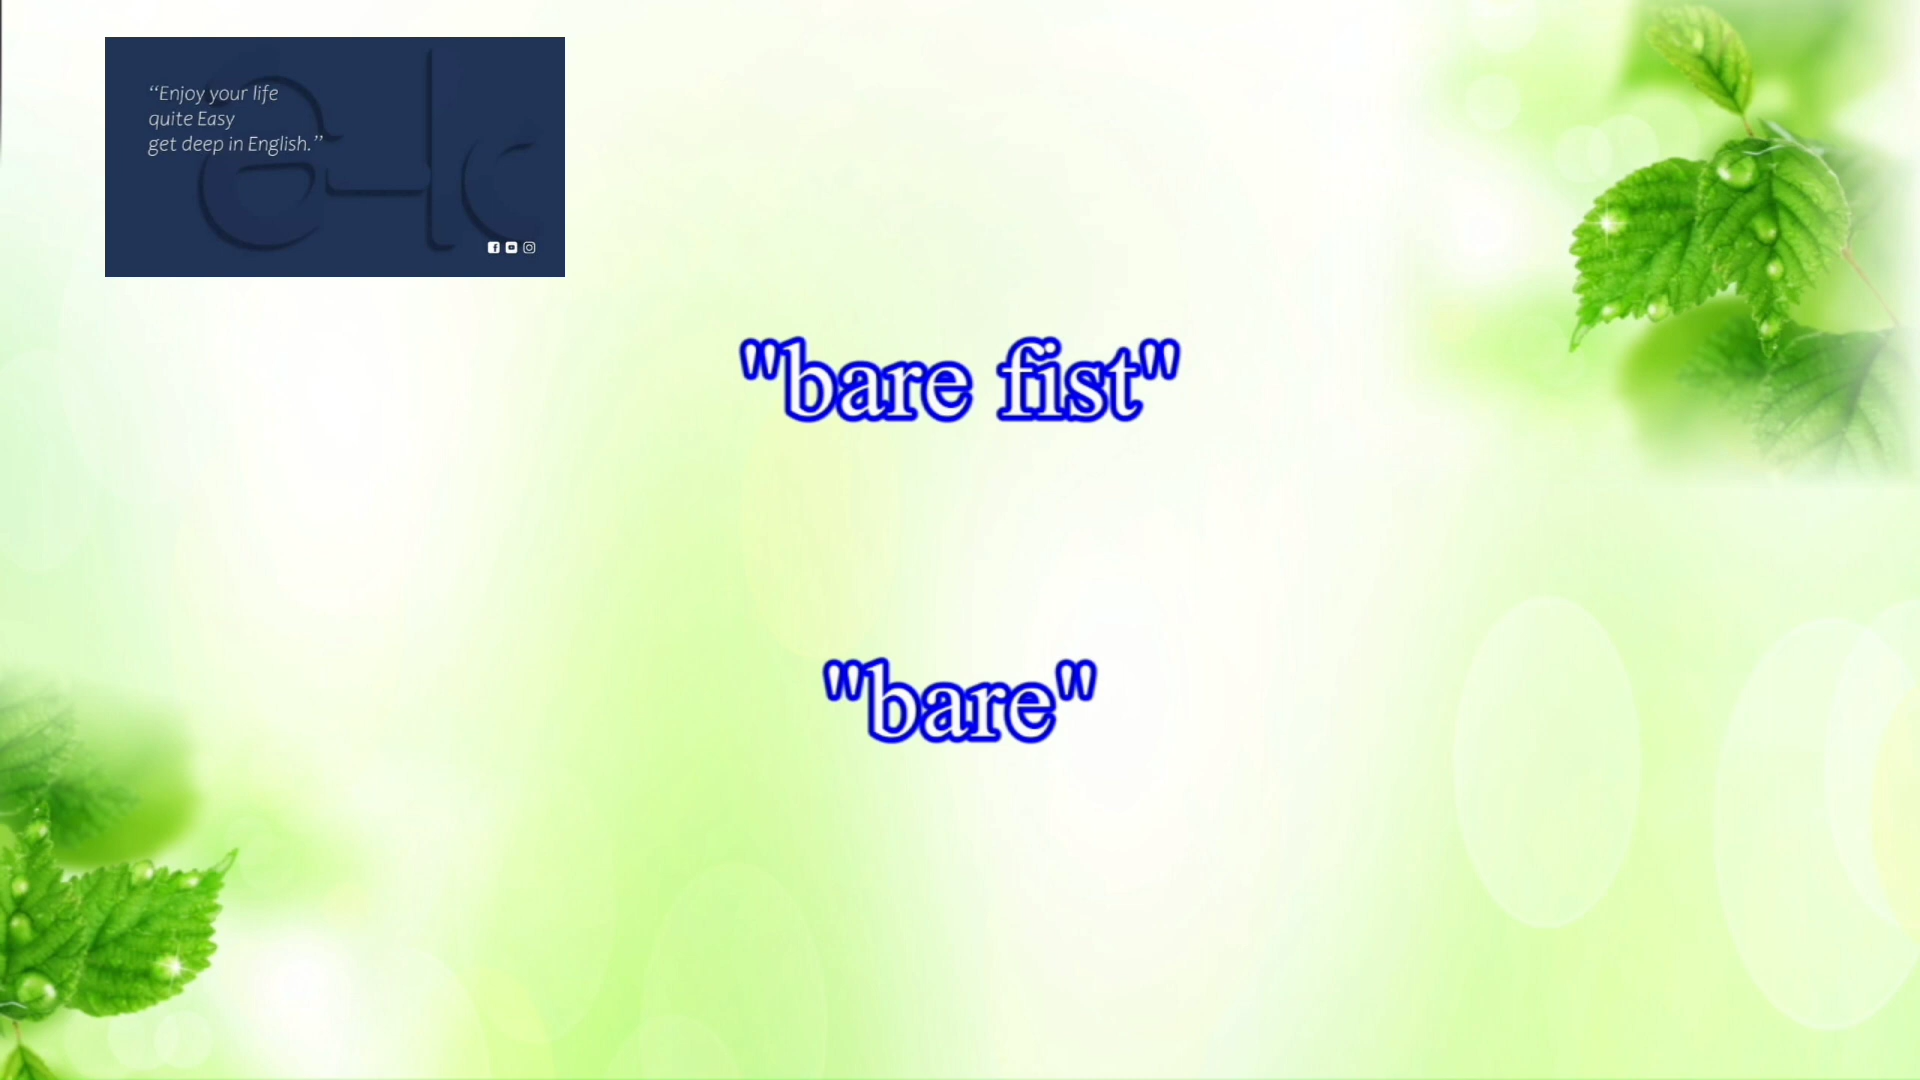 “Enjoy your life
quite Easy
get deep in English.”
"bare fist"
"bare"